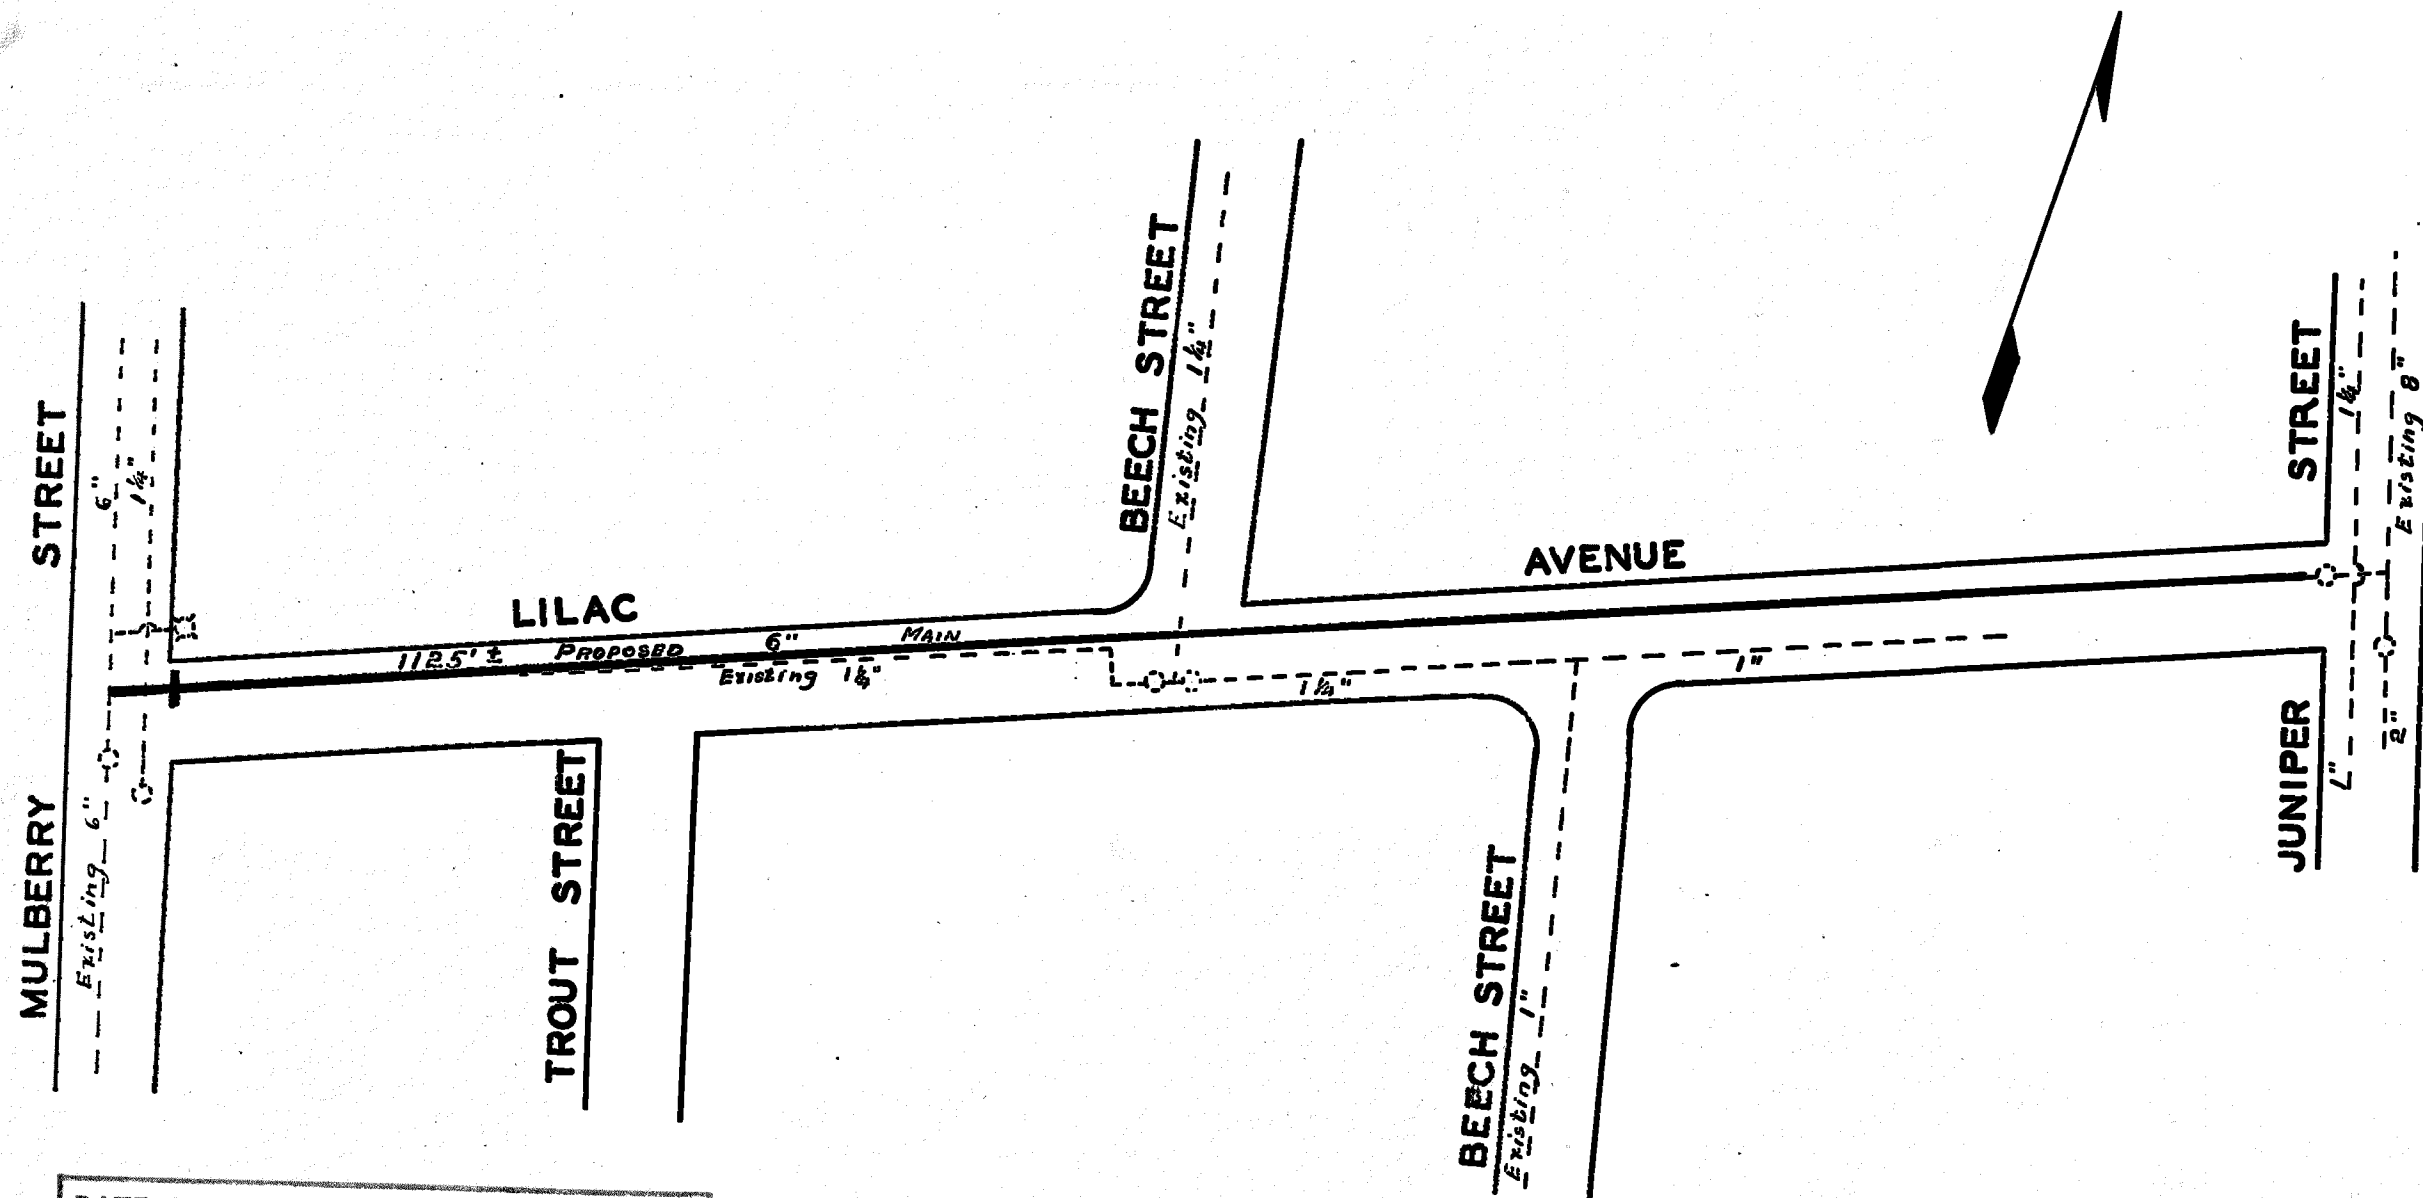 MULBERRY STREET
6"
1¼"
Existing 6"
LILAC AVENUE
1125' ± PROPOSED 6" MAIN
Existing 1¼"
TROUT STREET
BEECH STREET
Existing 1¼"
1¼"
1"
BEECH STREET
Existing 1"
JUNIPER STREET
1¼"
Existing 8"
2"